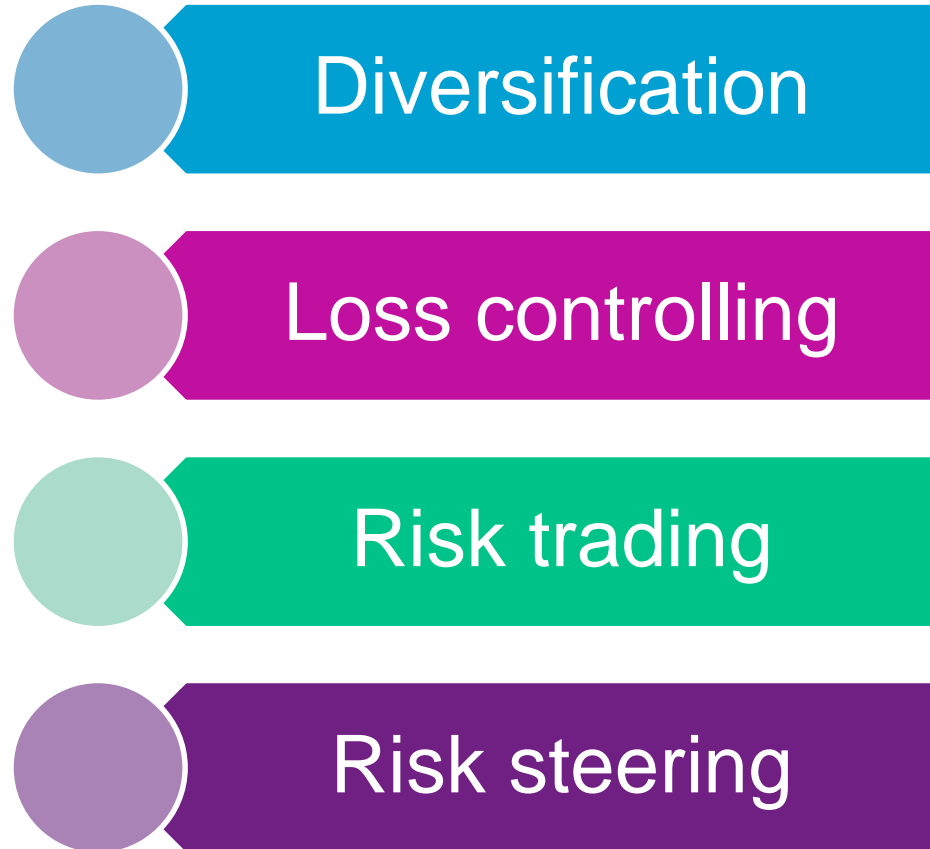 Diversification
Loss controlling
Risk trading
Risk steering